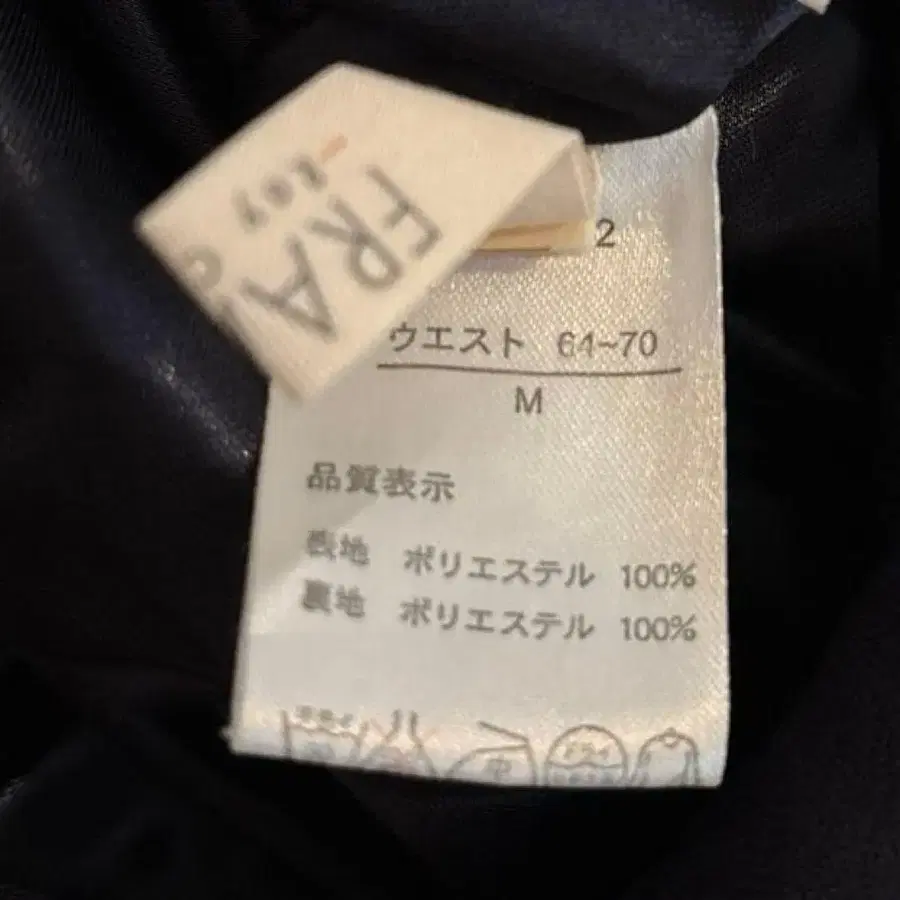 FRA
2
ウエスト 64~70
M
品質表示
表地 ポリエステル 100%
裏地 ポリエステル 100%
中